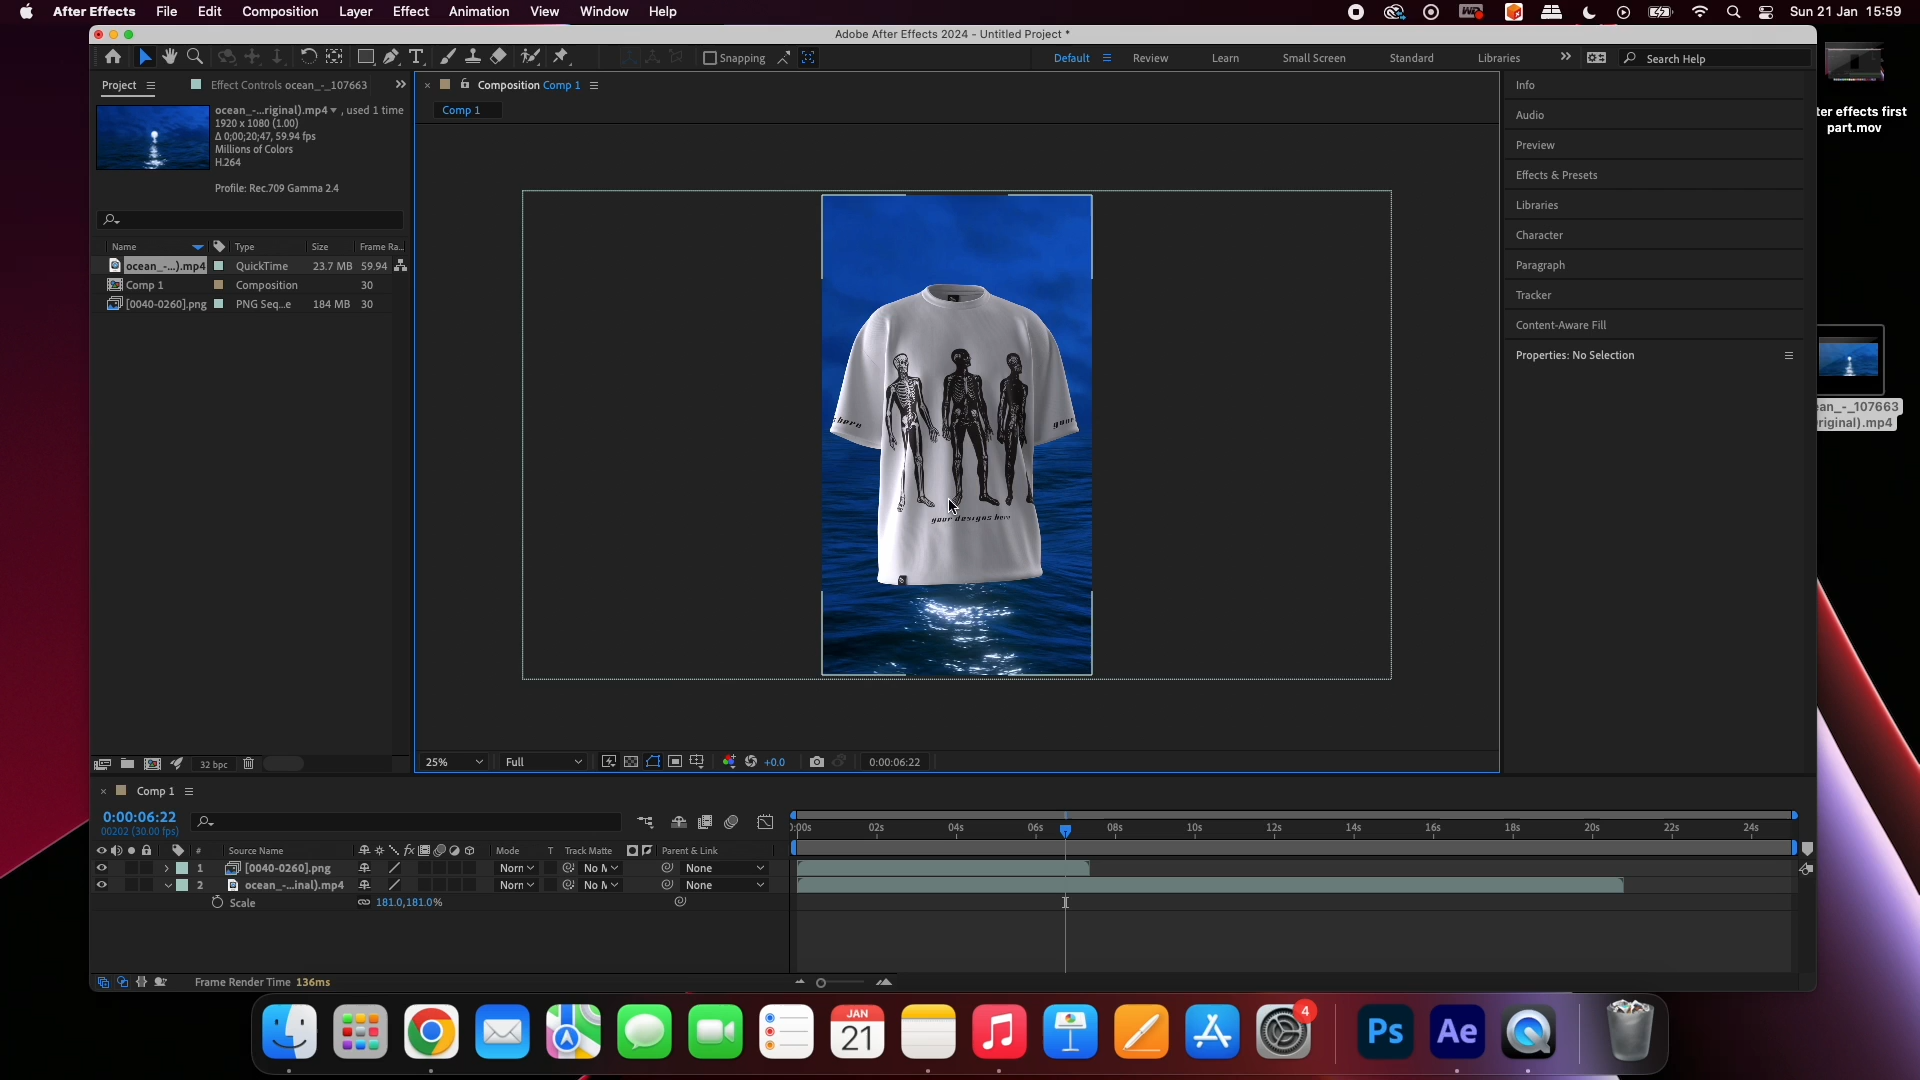 After Effects File Edit Composition Layer Effect Animation View Window Help Sun 21 Jan 15:59
Adobe After Effects 2024 - Untitled Project *
Snapping Default Review Learn Small Screen Standard Libraries Search Help
Project Effect Controls ocean_-_107663 Composition Comp 1 Info
ocean_-...riginal).mp4 , used 1 time Comp 1
1920 x 1080 (1.00)
Δ 0;00;20;47, 59.94 fps
Millions of Colors
H.264
Profile: Rec.709 Gamma 2.4
Audio
Preview
Effects & Presets
Libraries
Character
Paragraph
Tracker
Content-Aware Fill
Properties: No Selection
ter effects first
part.mov
ean_-_107663
riginal).mp4
Name Type Size Frame Ra...
ocean_-...).mp4 QuickTime 23.7 MB 59.94
Comp 1 Composition 30
[0040-0260].png PNG Seq...e 184 MB 30
here your
your designs here
32 bpc 25% Full +0.0 0:00:06:22
Comp 1
0:00:06:22
00202 (30.00 fps)
):00s 02s 04s 06s 08s 10s 12s 14s 16s 18s 20s 22s 24s
# Source Name fx Mode T Track Matte Parent & Link
1 [0040-0260].png Norn No M None
2 ocean_-...inal).mp4 Norn No M None
Scale 181.0,181.0%
Frame Render Time 136ms
JAN
21
4
Ps Ae